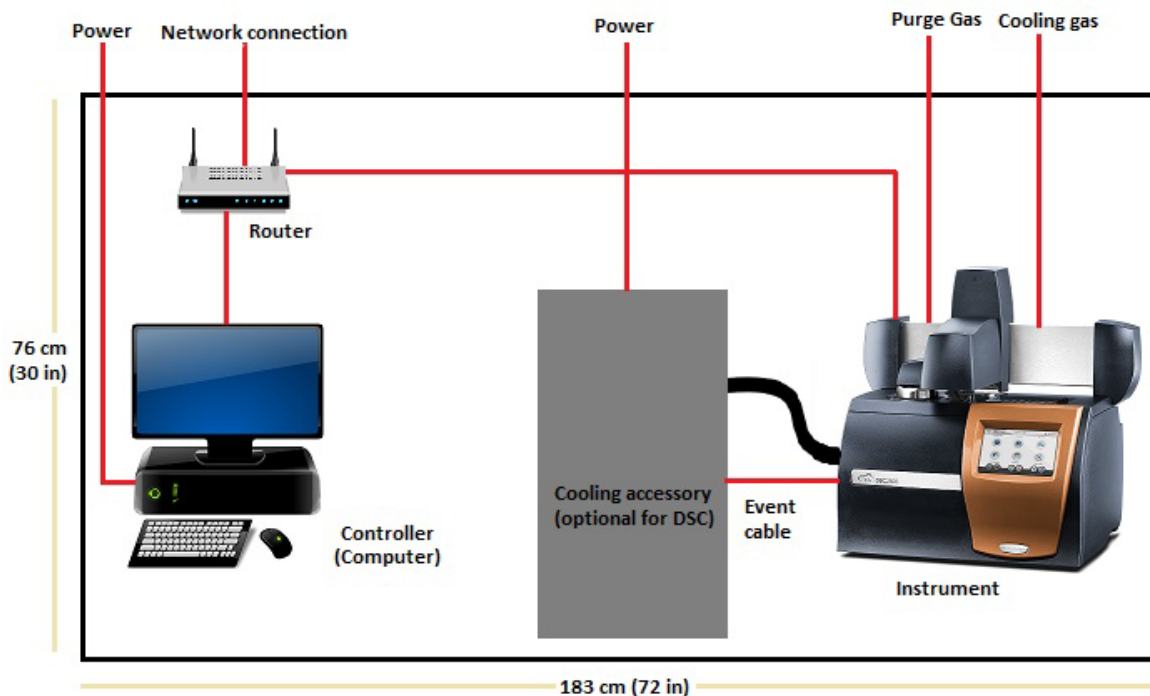 Power
Network connection
Power
Purge Gas
Cooling gas
Router
76 cm
(30 in)
Cooling accessory
(optional for DSC)
Event
cable
Controller
(Computer)
Instrument
183 cm (72 in)